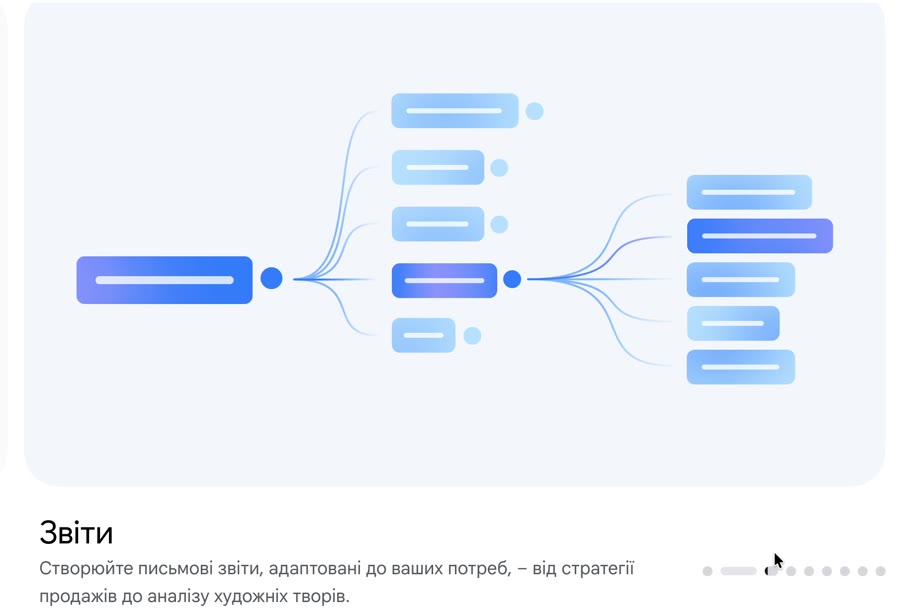 Звіти
Створюйте письмові звіти, адаптовані до ваших потреб, – від стратегії
продажів до аналізу художніх творів.